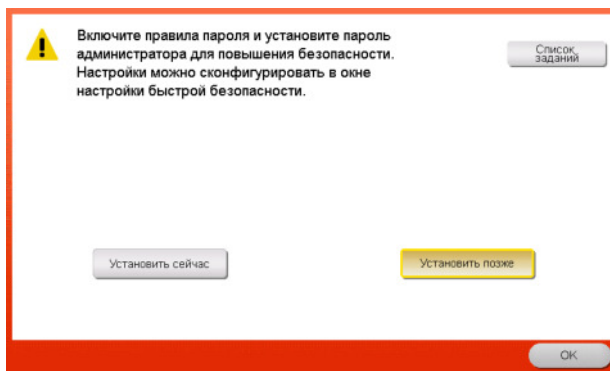 Включите правила пароля и установите пароль
администратора для повышения безопасности.
Настройки можно сконфигурировать в окне
настройки быстрой безопасности.
Список
заданий
Установить сейчас
Установить позже
OK